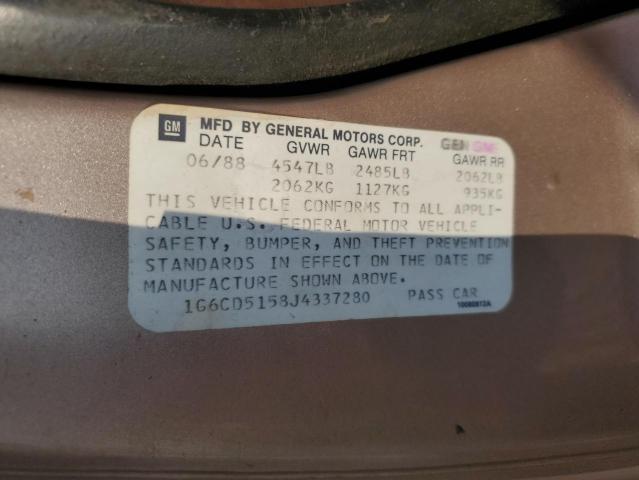 GM MFD BY GENERAL MOTORS CORP. GEN GM
DATE GVWR GAWR FRT GAWR RR
06/88 4547LB 2485LB 2062LB
2062KG 1127KG 935KG
THIS VEHICLE CONFORMS TO ALL APPLI-
CABLE U.S. FEDERAL MOTOR VEHICLE
SAFETY, BUMPER, AND THEFT PREVENTION
STANDARDS IN EFFECT ON THE DATE OF
MANUFACTURE SHOWN ABOVE.
1G6CD5158J4337280 PASS CAR